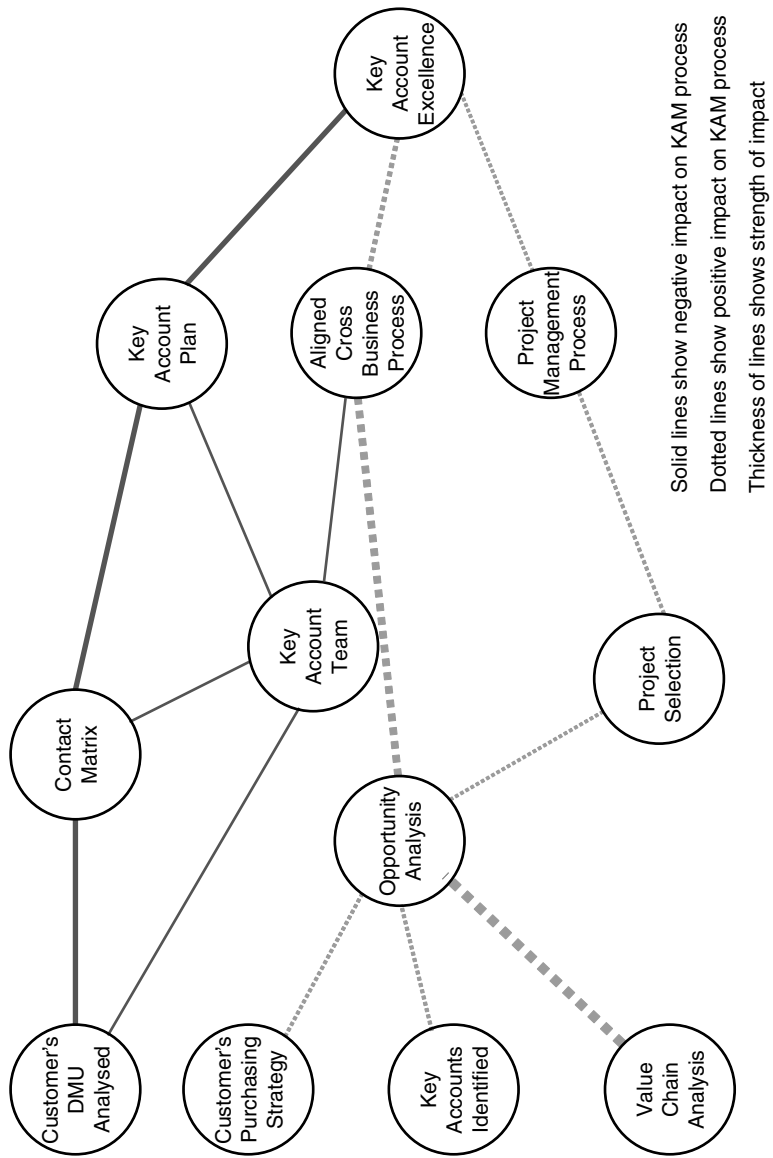 Customer's
DMU
Analysed
Contact
Matrix
Key
Account
Plan
Key
Account
Team
Customer's
Purchasing
Strategy
Opportunity
Analysis
Aligned
Cross
Business
Process
Key
Account
Excellence
Key
Accounts
Identified
Value
Chain
Analysis
Project
Selection
Project
Management
Process
Solid lines show negative impact on KAM process
Dotted lines show positive impact on KAM process
Thickness of lines shows strength of impact